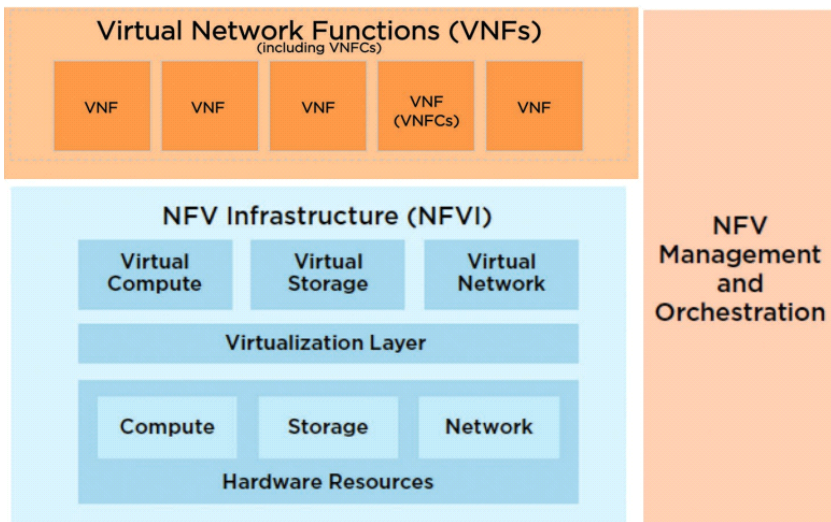 Virtual Network Functions (VNFs)
(including VNFCs)
VNF
VNF
VNF
VNF
(VNFCs)
VNF
NFV Infrastructure (NFVI)
Virtual
Compute
Virtual
Storage
Virtual
Network
Virtualization Layer
Compute
Storage
Network
Hardware Resources
NFV
Management
and
Orchestration